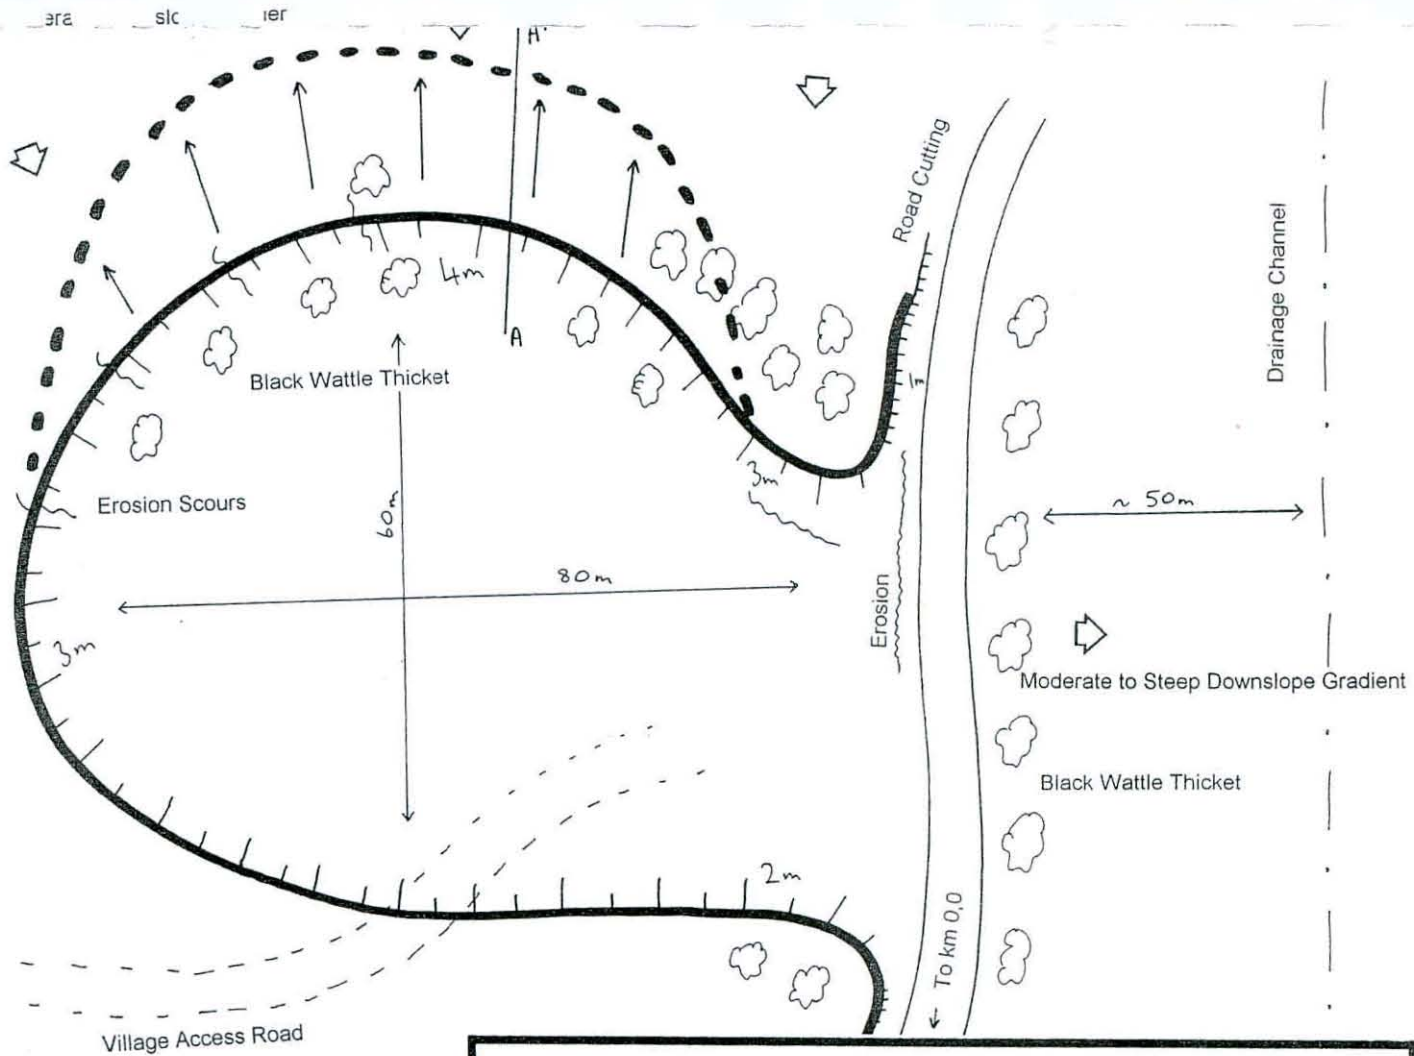 A'
Road Cutting
Drainage Channel
4m
A
1m
Black Wattle Thicket
3m
Erosion Scours
60m
~ 50m
80m
Erosion
3m
Moderate to Steep Downslope Gradient
Black Wattle Thicket
2m
To km 0,0
Village Access Road